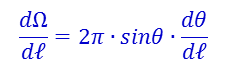 dΩ/dℓ = 2π · sinθ · dθ/dℓ